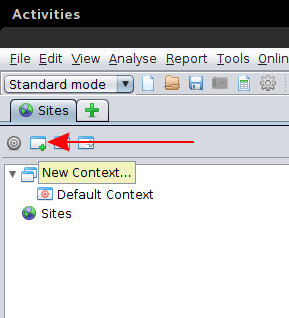 Activities
File Edit View Analyse Report Tools Onlin
Standard mode
Sites
New Context...
Default Context
Sites